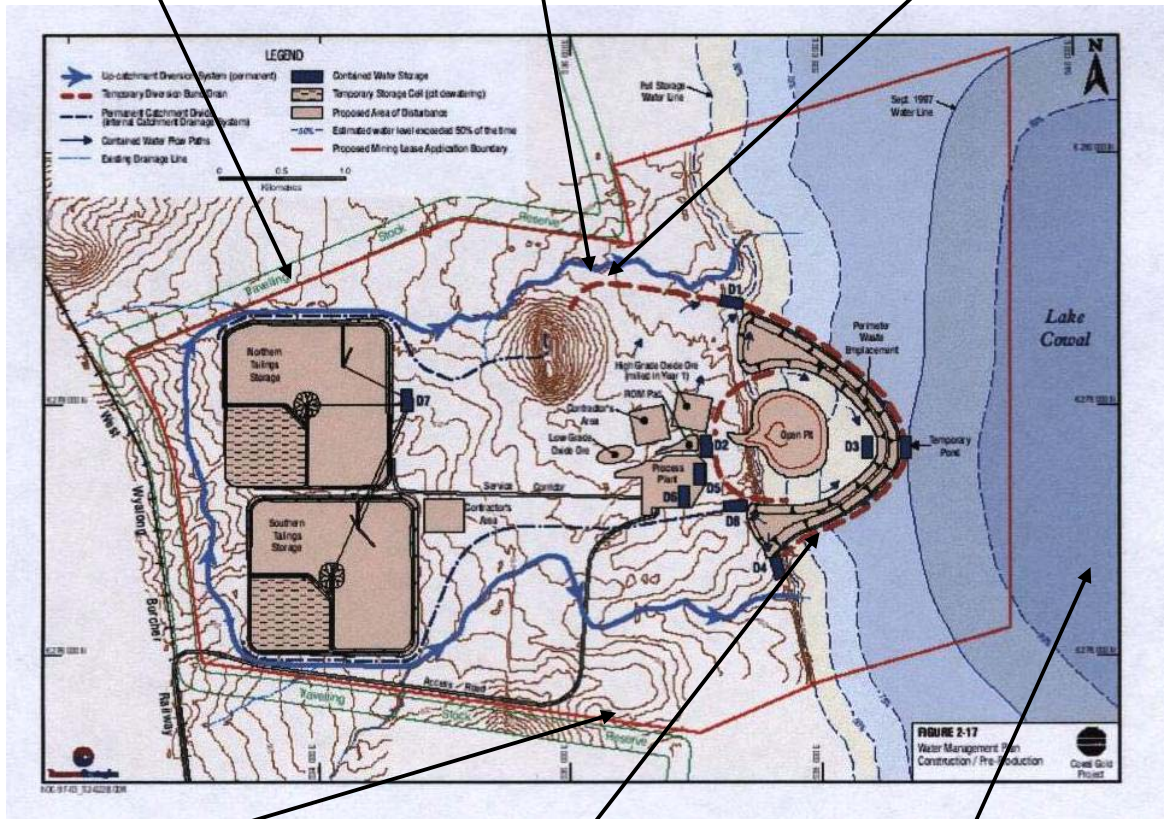 LEGEND
Up-catchment Diversion System (permanent)
Temporary Diversion Bund/Drain
Permanent Catchment Divide
(Internal Catchment Drainage System)
Contained Water Flow Paths
Existing Drainage Line
Contained Water Storage
Temporary Storage Cell (pit dewatering)
Proposed Area of Disturbance
50%
Estimated water level exceeded 50% of the time
Proposed Mining Lease Application Boundary
0 0.5 1.0
Kilometres
Full Storage
Water Line
Sept. 1997
Water Line
N
Lake
Cowal
Travelling
Stock
Reserve
Northern
Tailings
Storage
D7
D1
Perimeter
Waste
Emplacement
High Grade Oxide Ore
(milled in Year 1)
ROM Pad
Contractor's
Area
Low Grade
Oxide Ore
D2
Open Pit
D3
Temporary
Pond
Process
Plant
D5
D6
D8
D4
Service Corridor
Contractor's
Area
Southern
Tailings
Storage
West
Wyalong
Burcher
Railway
Access Road
Travelling
Stock
Reserve
FIGURE 2-17
Water Management Plan
Construction / Pre-Production
Cowal Gold
Project